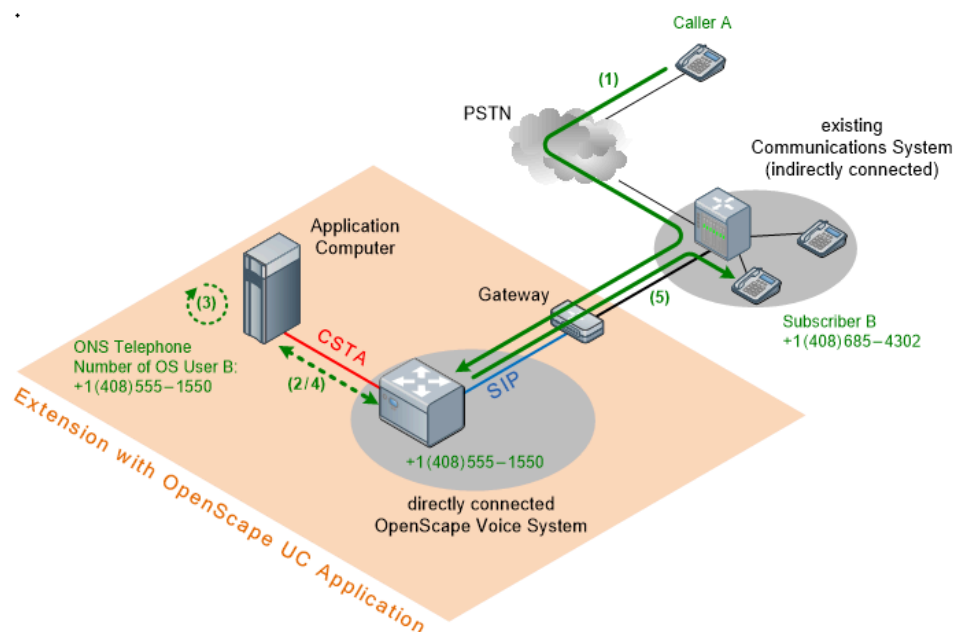 Caller A
(1)
PSTN
existing
Communications System
(indirectly connected)
Application
Computer
(3)
Gateway
(5)
Subscriber B
+1(408)685–4302
ONS Telephone
Number of OS User B:
+1(408)555–1550
CSTA
(2/4)
SIP
+1(408)555–1550
directly connected
OpenScape Voice System
Extension with OpenScape UC Application